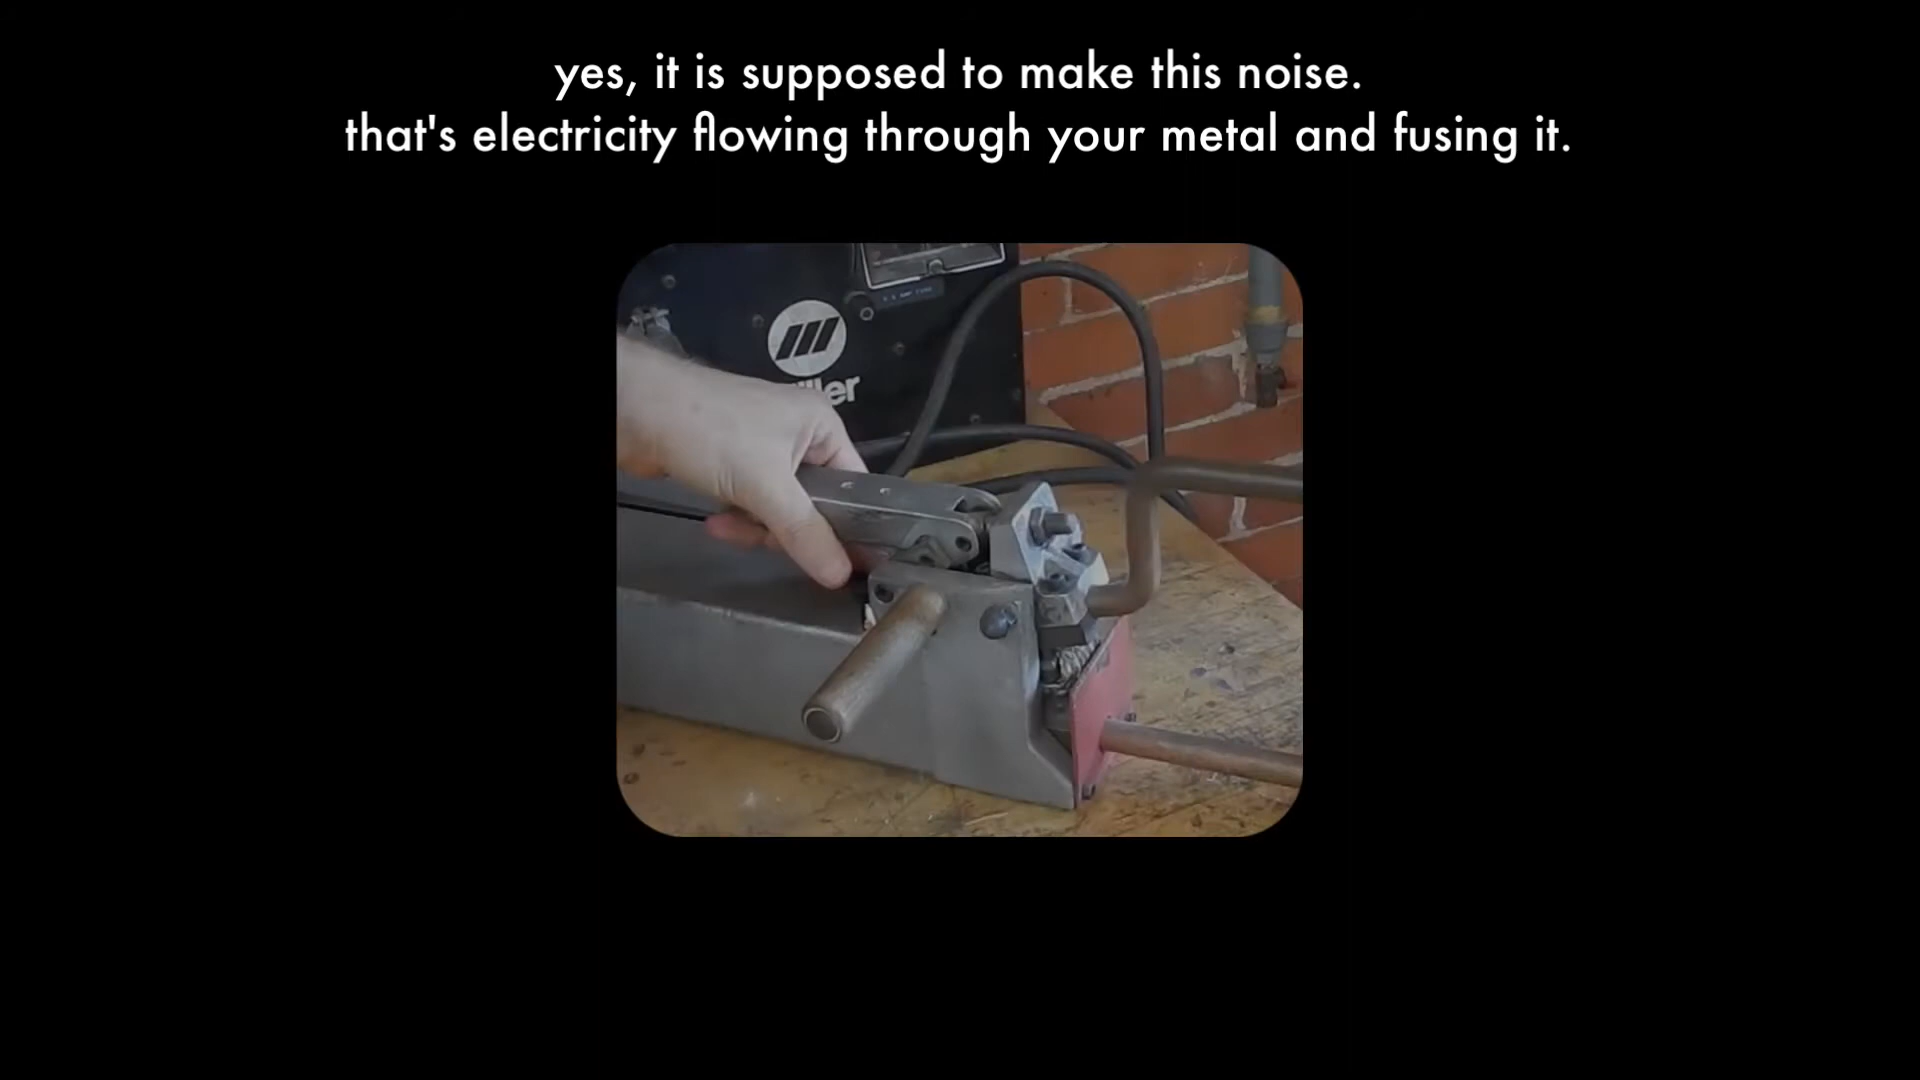 yes, it is supposed to make this noise.
that's electricity flowing through your metal and fusing it.